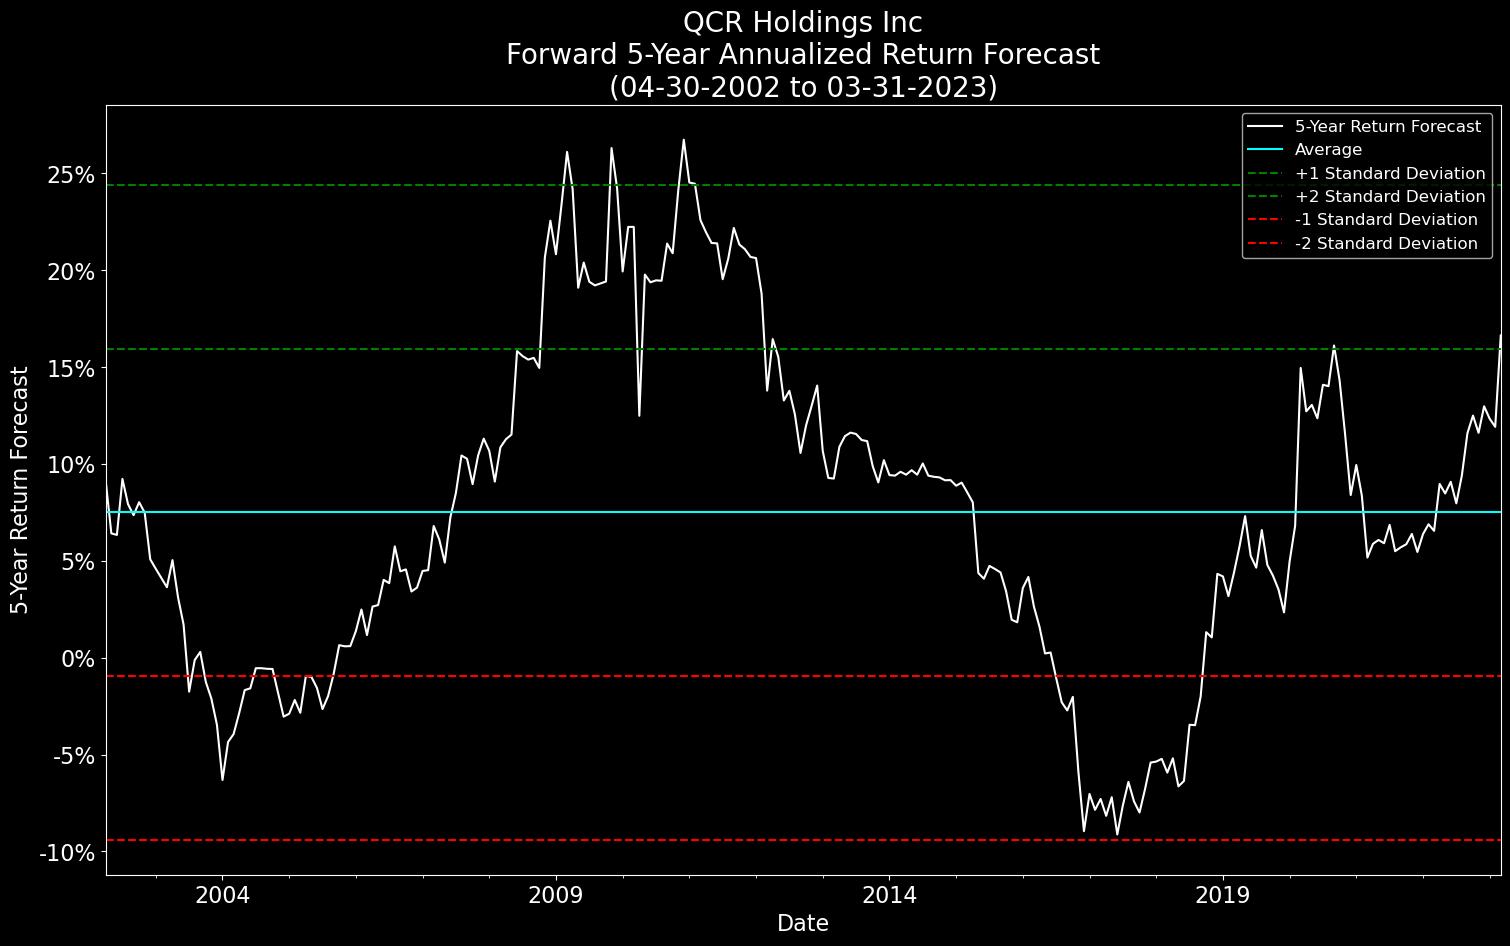 QCR Holdings Inc
Forward 5-Year Annualized Return Forecast
(04-30-2002 to 03-31-2023)
5-Year Return Forecast
Average
+1 Standard Deviation
+2 Standard Deviation
-1 Standard Deviation
-2 Standard Deviation
25%
20%
15%
10%
5%
0%
-5%
-10%
5-Year Return Forecast
2004
2009
2014
2019
Date